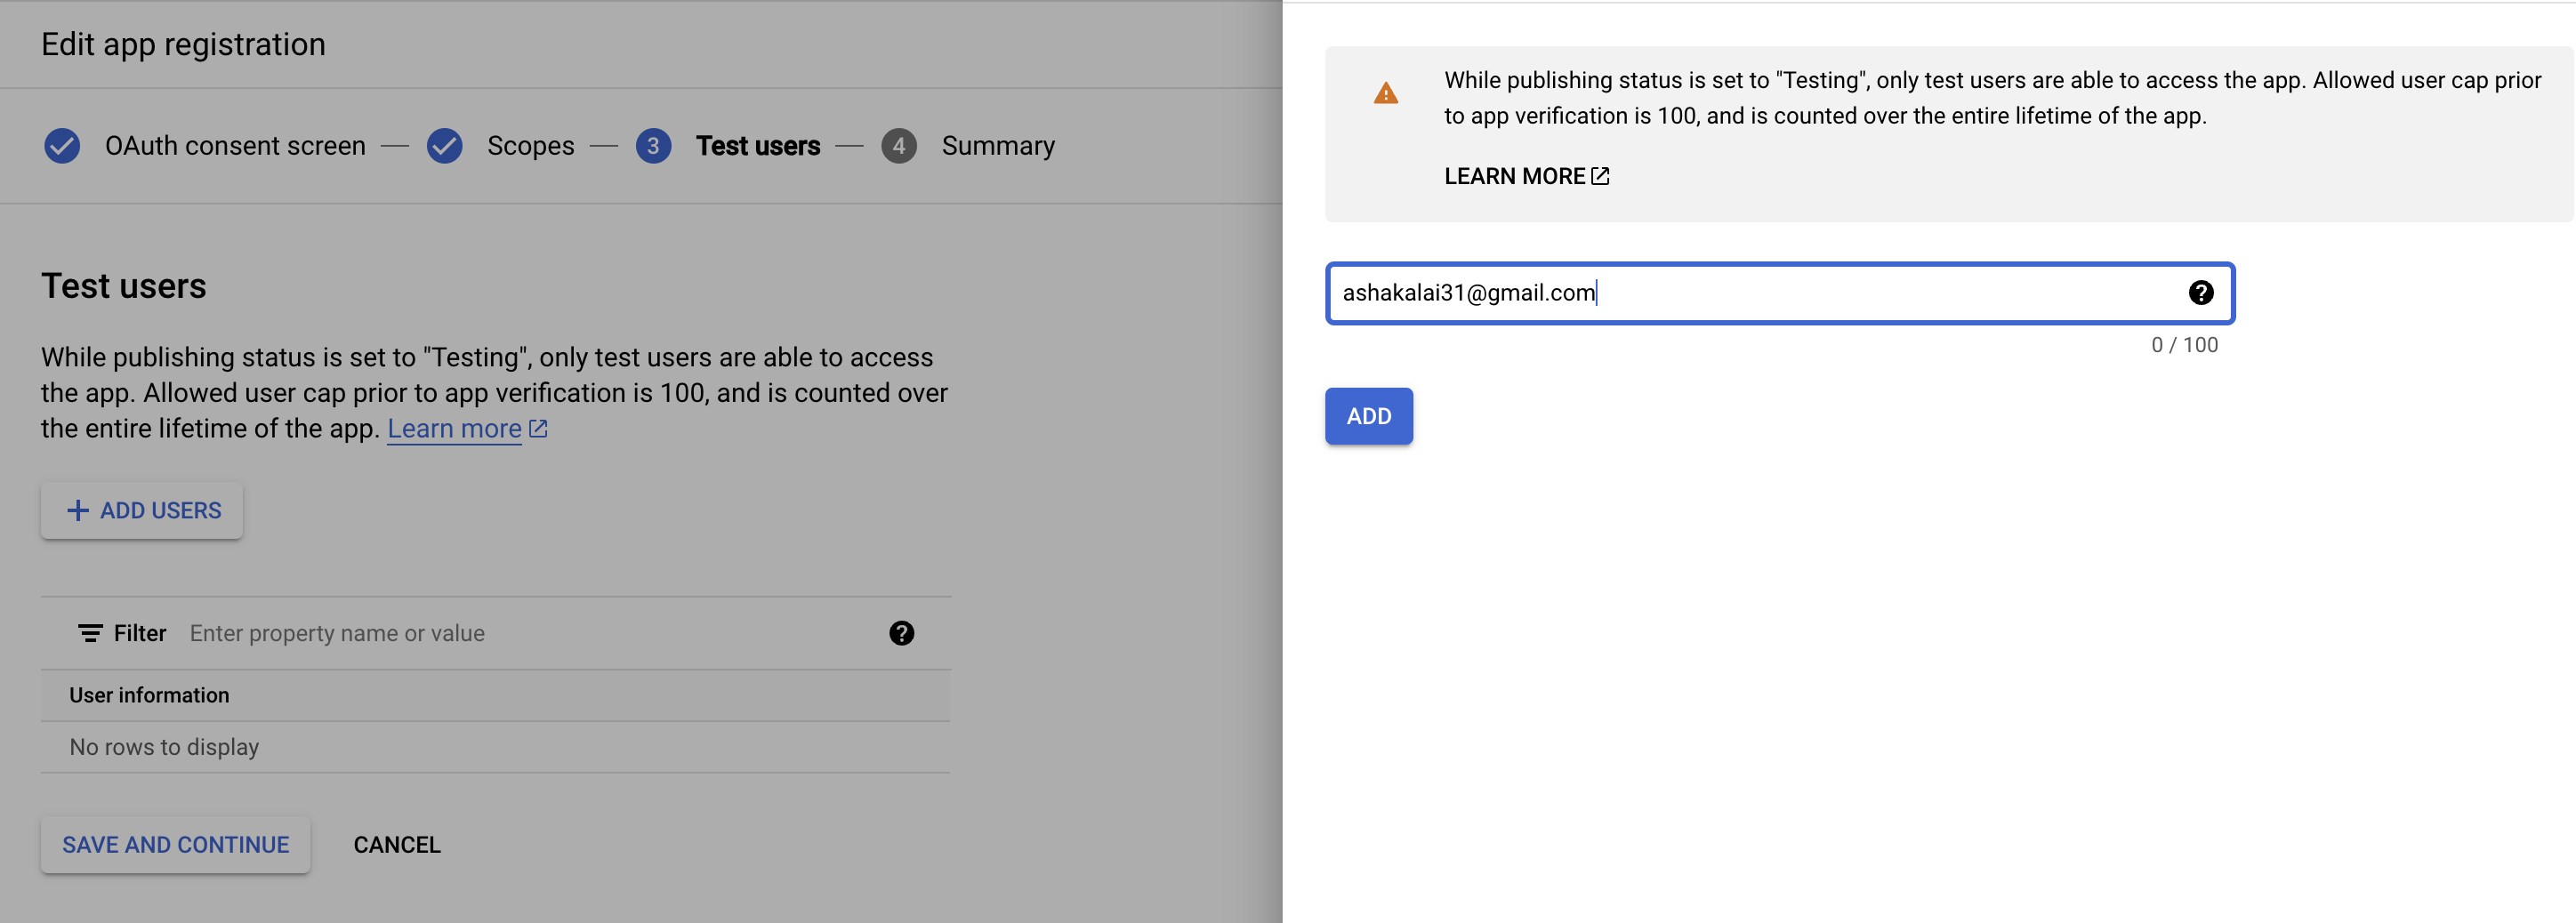 Edit app registration
OAuth consent screen
Scopes
3 Test users
4 Summary
Test users
While publishing status is set to "Testing", only test users are able to access
the app. Allowed user cap prior to app verification is 100, and is counted over
the entire lifetime of the app. Learn more
ADD USERS
Filter Enter property name or value
User information
No rows to display
SAVE AND CONTINUE CANCEL
While publishing status is set to "Testing", only test users are able to access the app. Allowed user cap prior
to app verification is 100, and is counted over the entire lifetime of the app.
LEARN MORE
ashakalai31@gmail.com
0 / 100
ADD